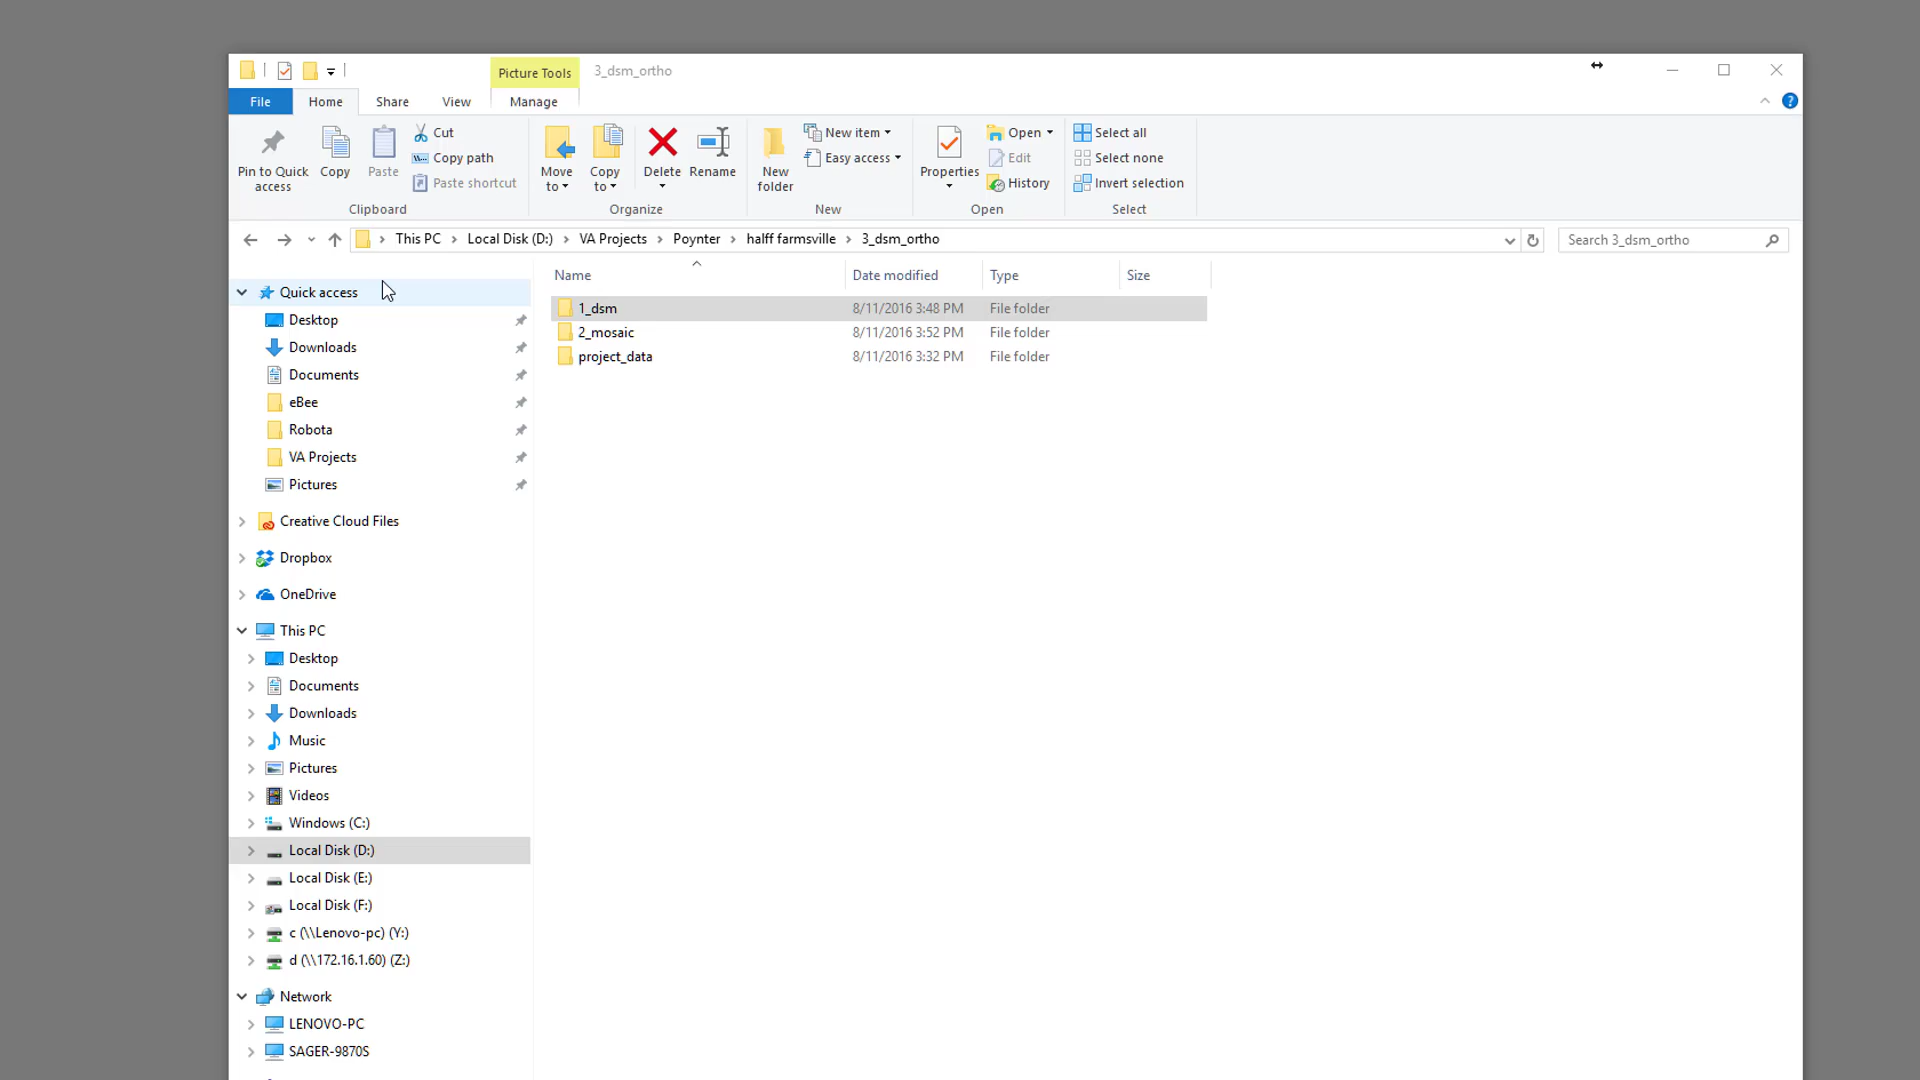 Picture Tools
3_dsm_ortho
File
Home
Share
View
Manage
Pin to Quick access
Copy
Paste
Cut
Copy path
Paste shortcut
Clipboard
Move to
Copy to
Delete
Rename
Organize
New folder
New item
Easy access
New
Properties
Open
Edit
History
Open
Select all
Select none
Invert selection
Select
This PC
Local Disk (D:)
VA Projects
Poynter
halff farmsville
3_dsm_ortho
Search 3_dsm_ortho
Name
Date modified
Type
Size
1_dsm 8/11/2016 3:48 PM File folder
2_mosaic 8/11/2016 3:52 PM File folder
project_data 8/11/2016 3:32 PM File folder
Quick access
Desktop
Downloads
Documents
eBee
Robota
VA Projects
Pictures
Creative Cloud Files
Dropbox
OneDrive
This PC
Desktop
Documents
Downloads
Music
Pictures
Videos
Windows (C:)
Local Disk (D:)
Local Disk (E:)
Local Disk (F:)
c (\\Lenovo-pc) (Y:)
d (\\172.16.1.60) (Z:)
Network
LENOVO-PC
SAGER-9870S